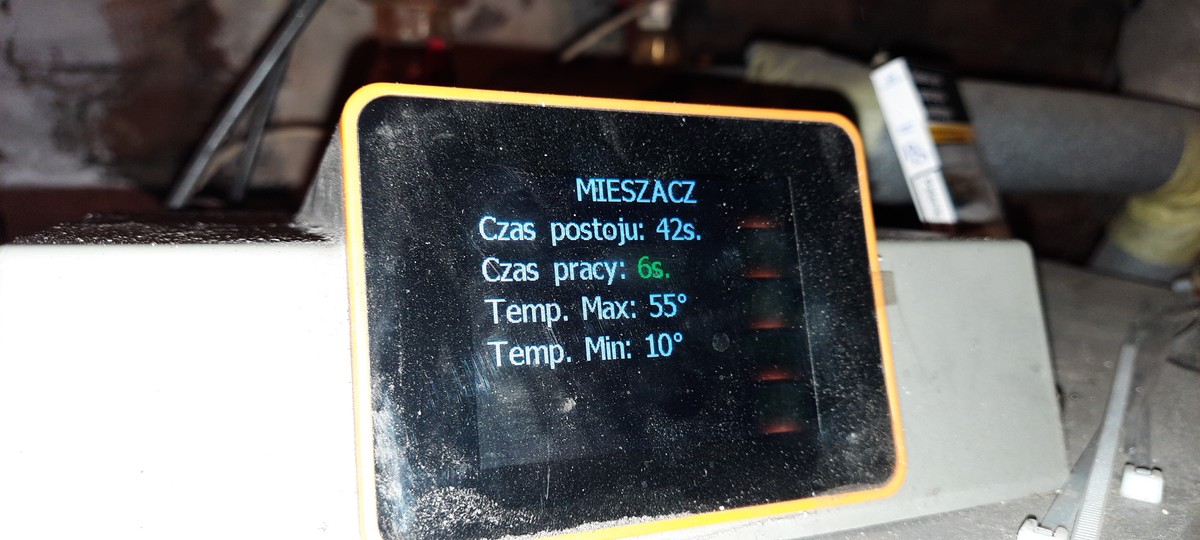 MIESZACZ
Czas postoju: 42s.
Czas pracy: 6s.
Temp. Max: 55°
Temp. Min: 10°